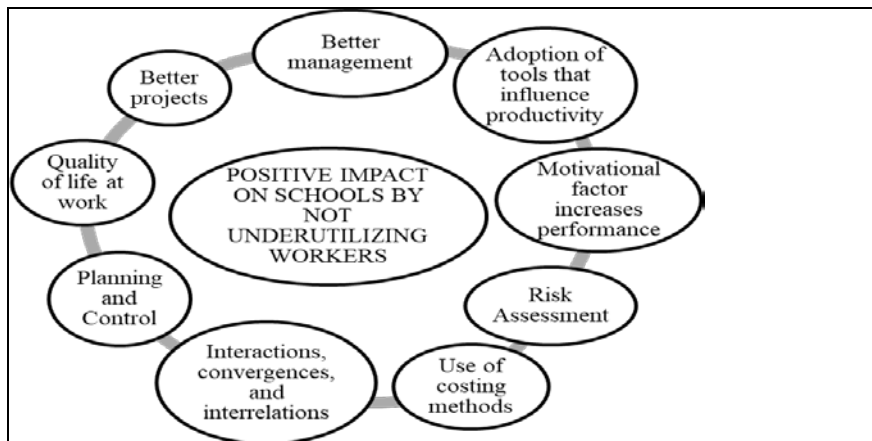 Better
management
Adoption of
tools that
influence
productivity
Motivational
factor
increases
performance
Risk
Assessment
Use of
costing
methods
Interactions,
convergences,
and
interrelations
Planning
and
Control
Quality
of life at
work
Better
projects
POSITIVE IMPACT
ON SCHOOLS BY
NOT
UNDERUTILIZING
WORKERS